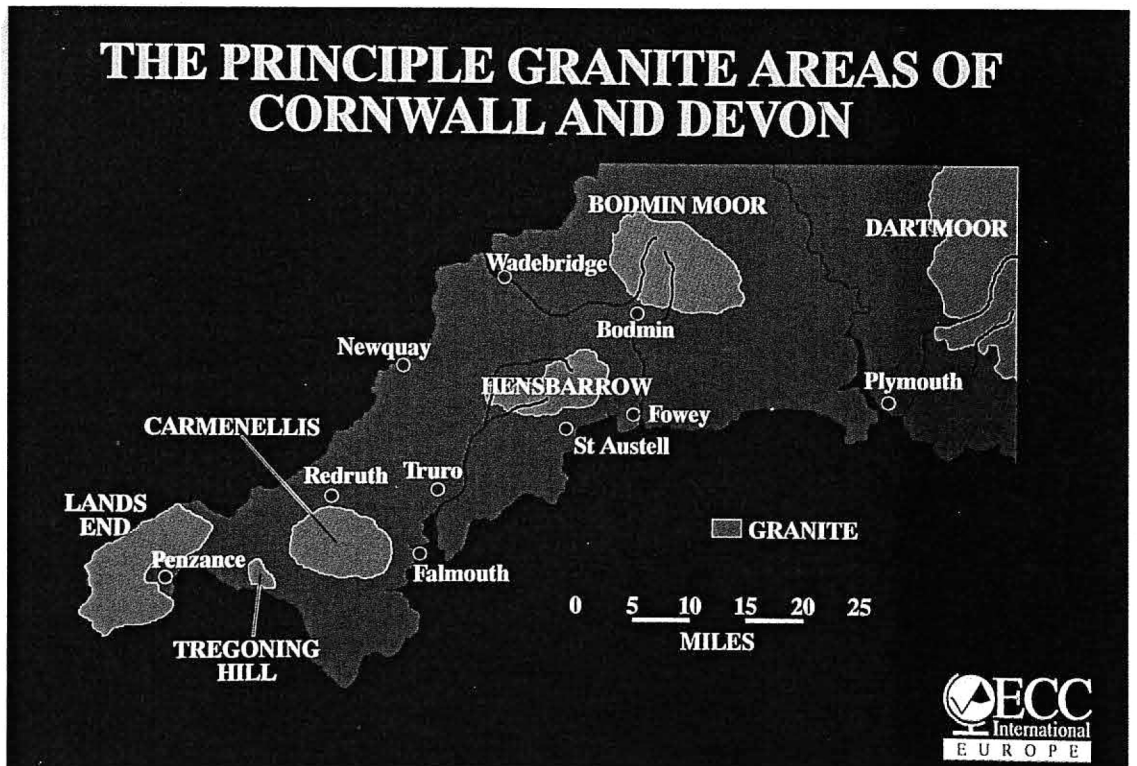 THE PRINCIPLE GRANITE AREAS OF
CORNWALL AND DEVON
BODMIN MOOR
DARTMOOR
Wadebridge
Bodmin
Newquay
HENSBARROW
Plymouth
Fowey
CARMENELLIS
St Austell
Redruth
Truro
LANDS
END
GRANITE
Penzance
Falmouth
0 5 10 15 20 25
MILES
TREGONING
HILL
ECC
International
EUROPE